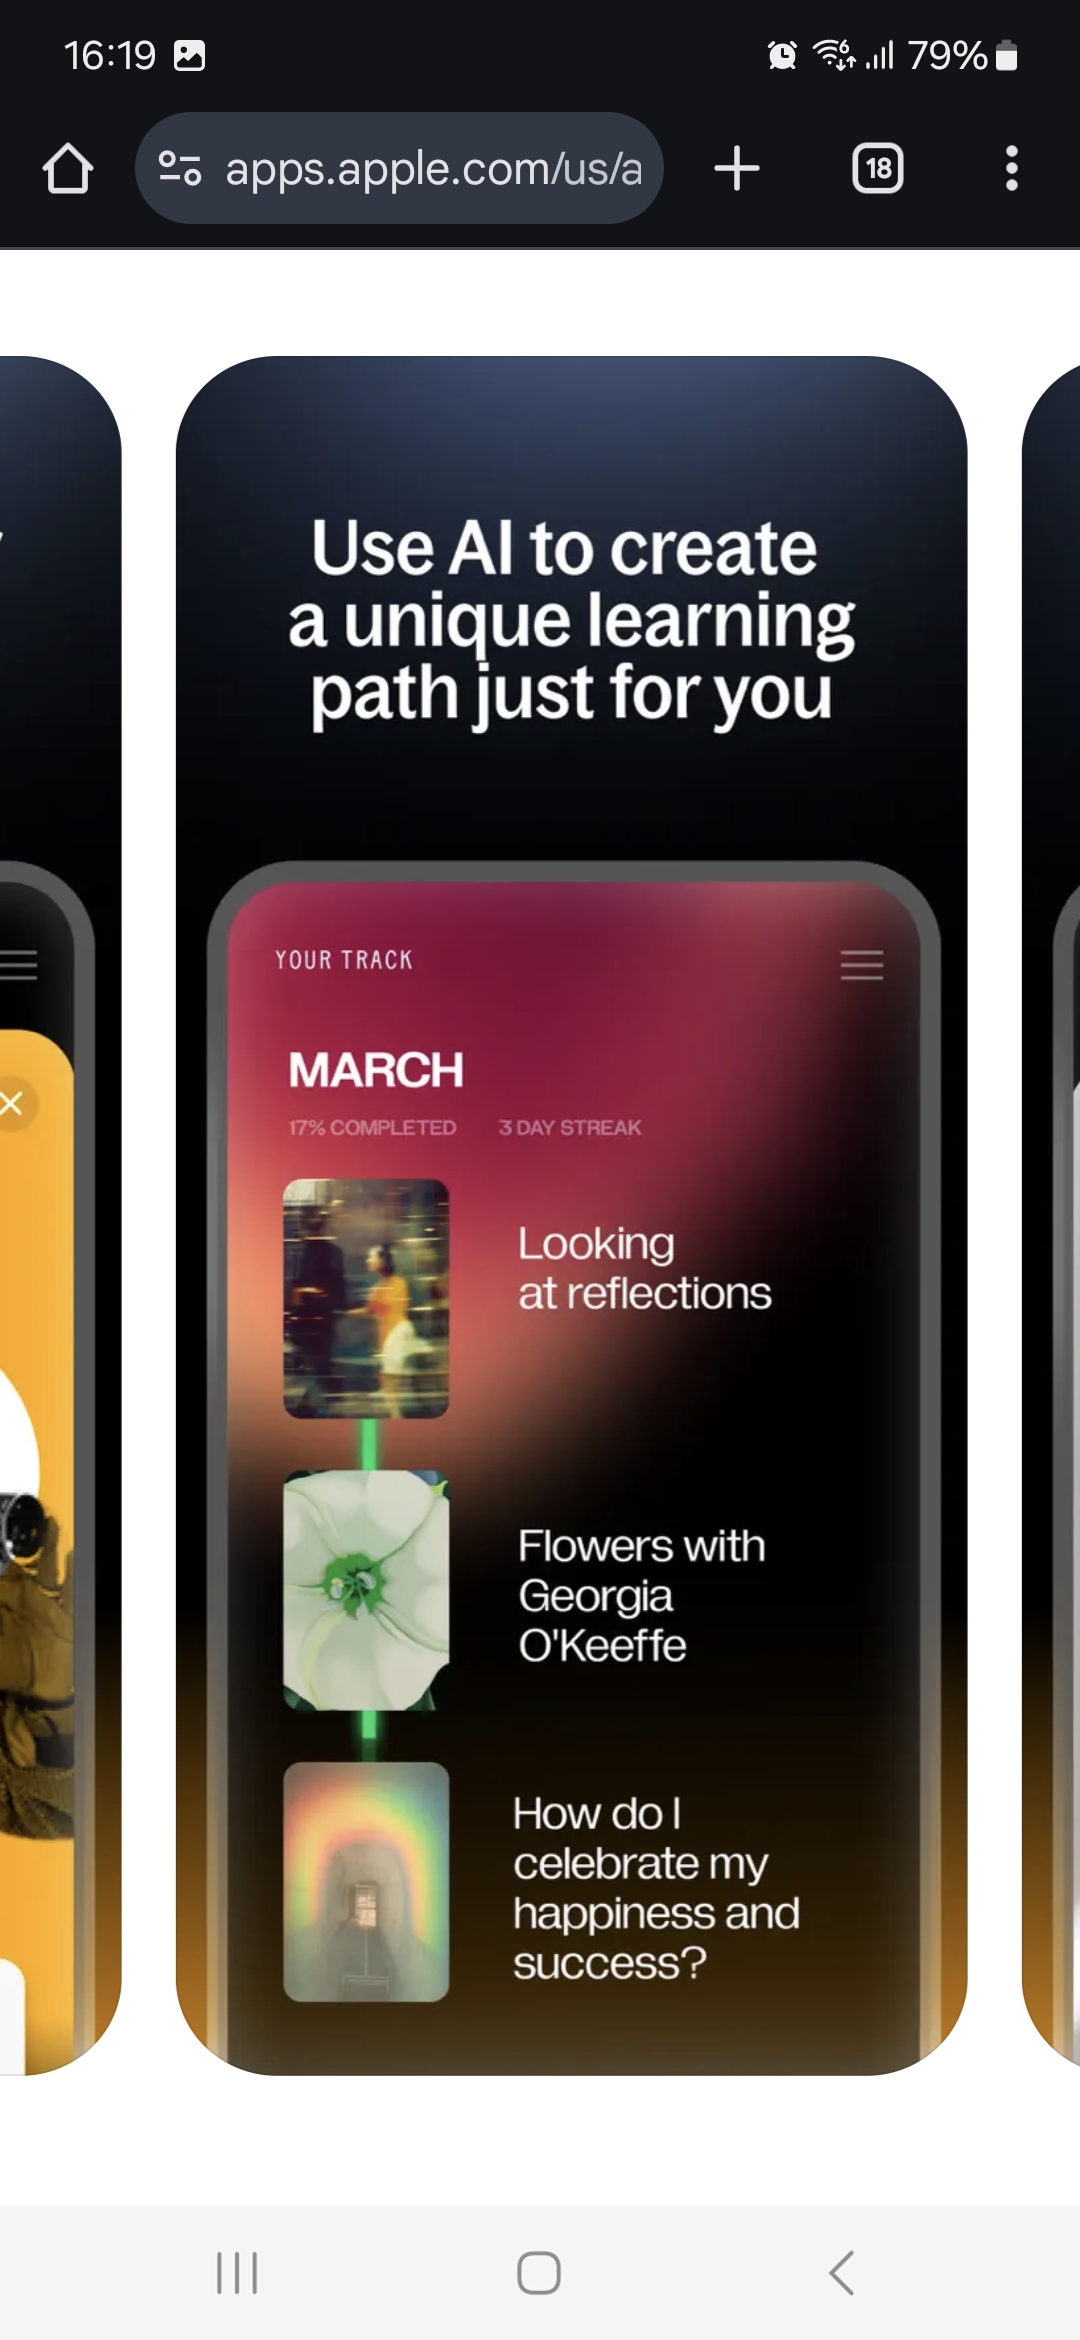 16:19
79%
apps.apple.com/us/a
18
Use AI to create
a unique learning
path just for you
YOUR TRACK
MARCH
17% COMPLETED 3 DAY STREAK
Looking
at reflections
Flowers with
Georgia
O'Keeffe
How do I
celebrate my
happiness and
success?